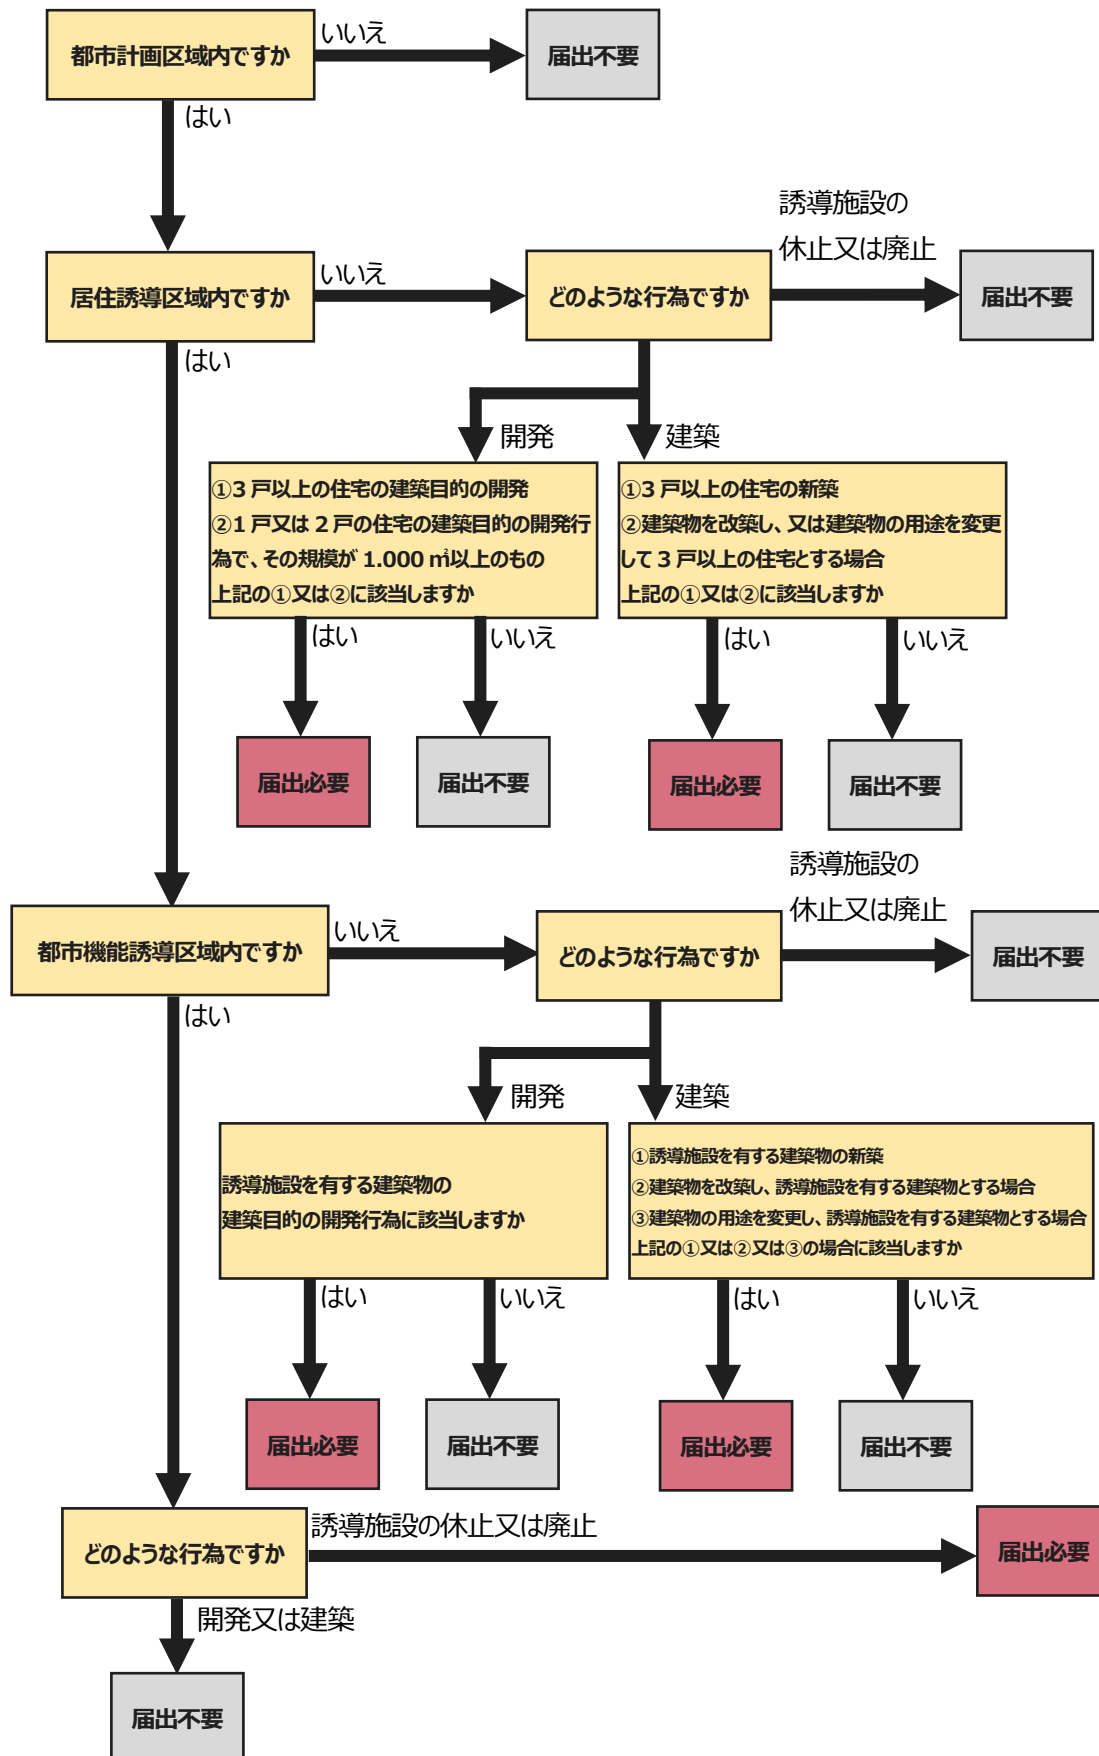 都市計画区域内ですか
いいえ
届出不要
はい
居住誘導区域内ですか
いいえ
どのような行為ですか
誘導施設の
休止又は廃止
届出不要
はい
開発
建築
①3 戸以上の住宅の建築目的の開発
②1 戸又は 2 戸の住宅の建築目的の開発行
為で、その規模が 1.000 ㎡以上のもの
上記の①又は②に該当しますか
①3 戸以上の住宅の新築
②建築物を改築し、又は建築物の用途を変更
して 3 戸以上の住宅とする場合
上記の①又は②に該当しますか
はい
いいえ
はい
いいえ
届出必要
届出不要
届出必要
届出不要
都市機能誘導区域内ですか
いいえ
どのような行為ですか
誘導施設の
休止又は廃止
届出不要
はい
開発
建築
誘導施設を有する建築物の
建築目的の開発行為に該当しますか
①誘導施設を有する建築物の新築
②建築物を改築し、誘導施設を有する建築物とする場合
③建築物の用途を変更し、誘導施設を有する建築物とする場合
上記の①又は②又は③の場合に該当しますか
はい
いいえ
はい
いいえ
届出必要
届出不要
届出必要
届出不要
どのような行為ですか
誘導施設の休止又は廃止
届出必要
開発又は建築
届出不要